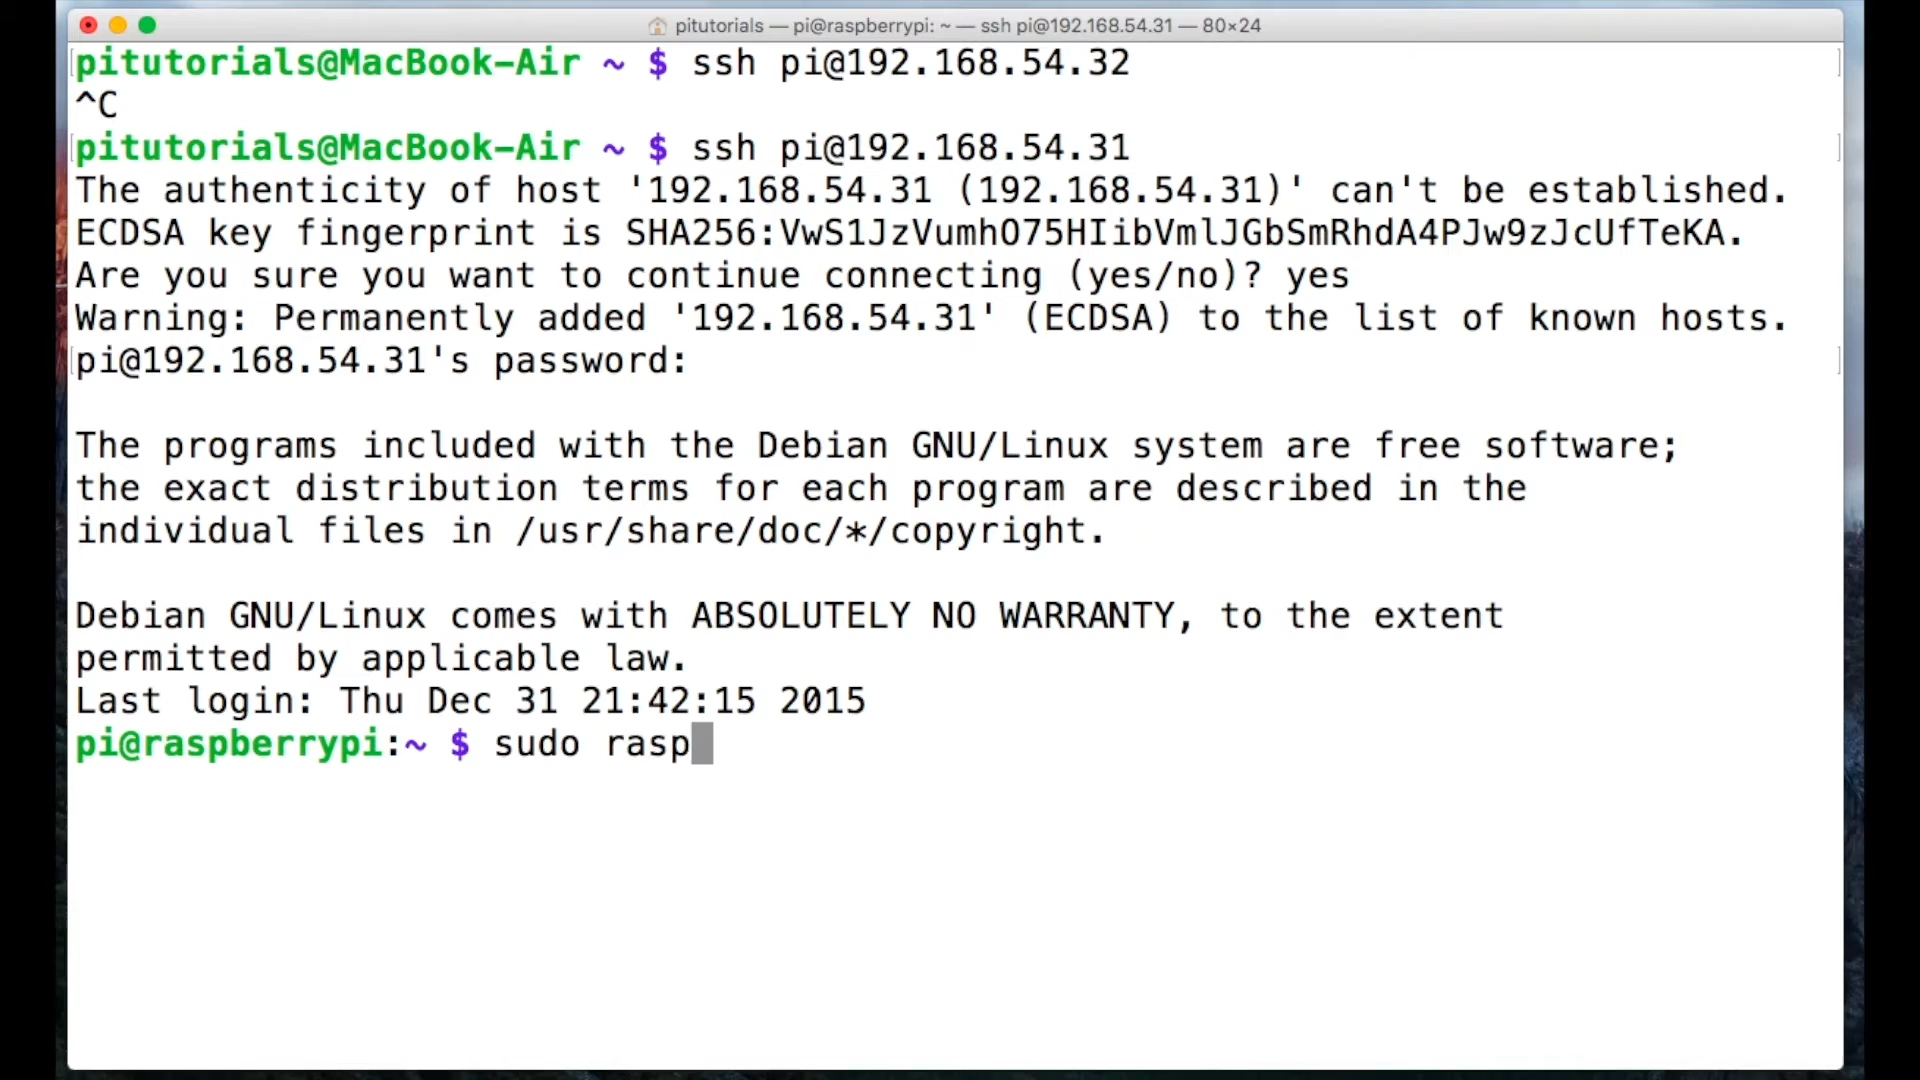 pitutorials — pi@raspberrypi: ~ — ssh pi@192.168.54.31 — 80×24
pitutorials@MacBook-Air ~ $ ssh pi@192.168.54.32
^C
pitutorials@MacBook-Air ~ $ ssh pi@192.168.54.31
The authenticity of host '192.168.54.31 (192.168.54.31)' can't be established.
ECDSA key fingerprint is SHA256:VwS1JzVumhO75HIibVmlJGbSmRhdA4PJw9zJcUfTeKA.
Are you sure you want to continue connecting (yes/no)? yes
Warning: Permanently added '192.168.54.31' (ECDSA) to the list of known hosts.
pi@192.168.54.31's password:
The programs included with the Debian GNU/Linux system are free software;
the exact distribution terms for each program are described in the
individual files in /usr/share/doc/*/copyright.
Debian GNU/Linux comes with ABSOLUTELY NO WARRANTY, to the extent
permitted by applicable law.
Last login: Thu Dec 31 21:42:15 2015
pi@raspberrypi:~ $ sudo rasp